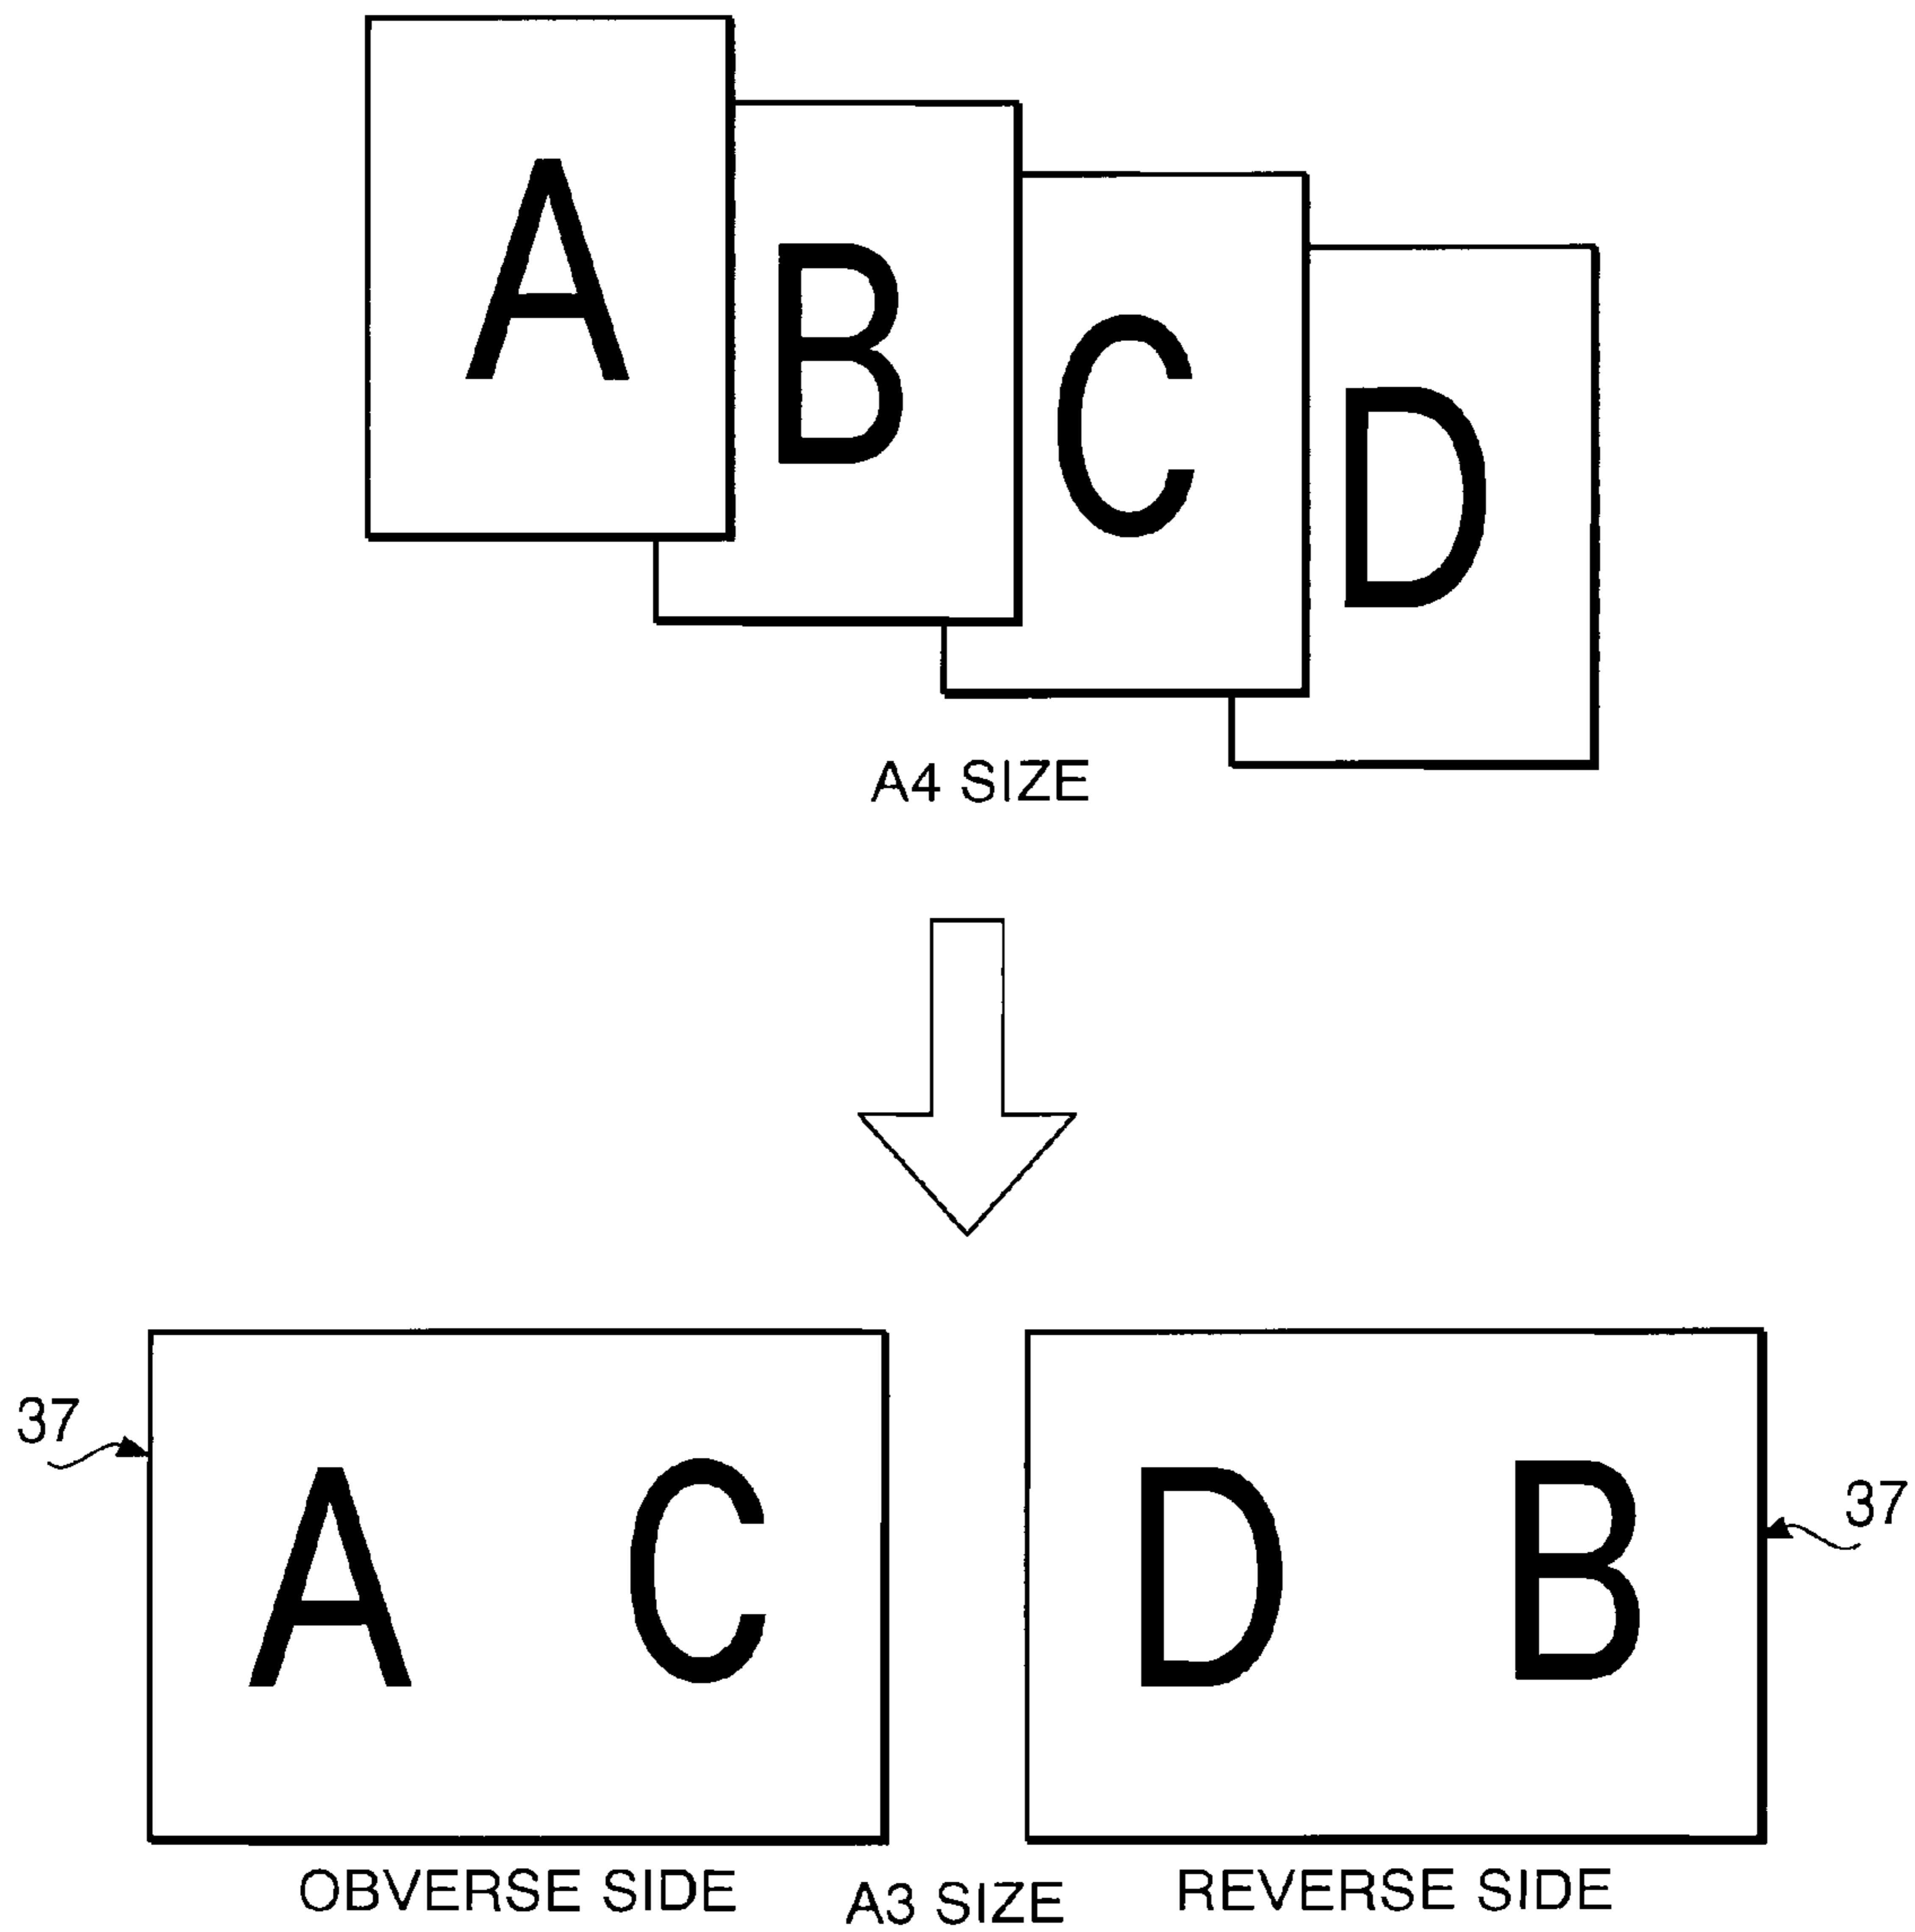 A
B
C
D
A4 SIZE
37
A C
D B
37
OBVERSE SIDE
A3 SIZE
REVERSE SIDE